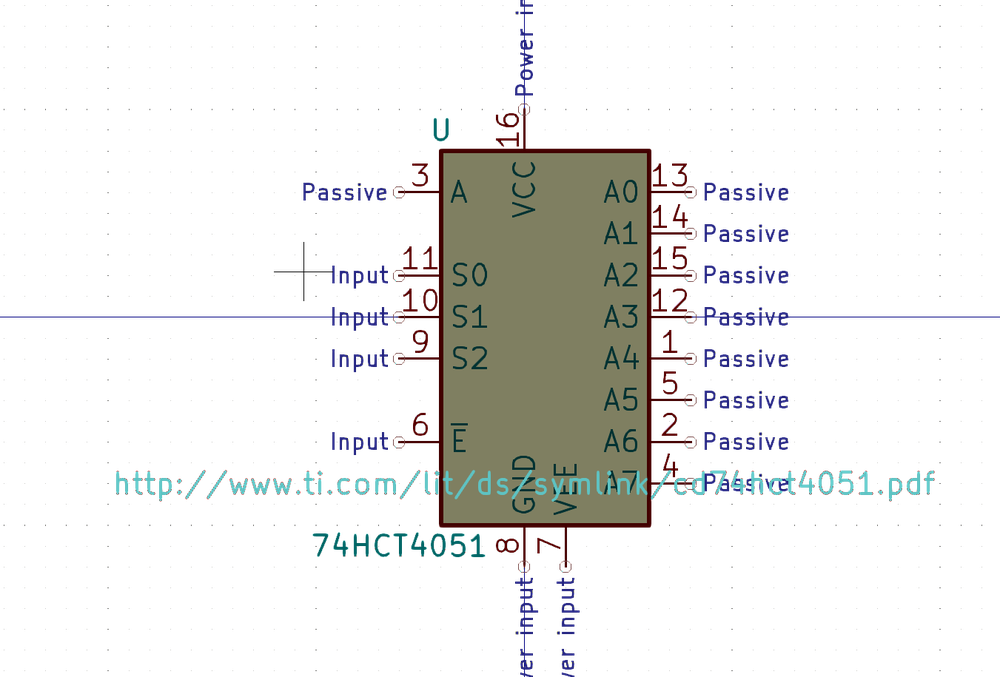 Power in
16
U
VCC
Passive 3 A A0 13 Passive
A1 14 Passive
Input 11 S0 A2 15 Passive
Input 10 S1 A3 12 Passive
Input 9 S2 A4 1 Passive
A5 5 Passive
Input 6 E̅ A6 2 Passive
A7 4 Passive
http://www.ti.com/lit/ds/symlink/cd74hct4051.pdf
GND
VEE
74HCT4051
8
7
wer input
wer input